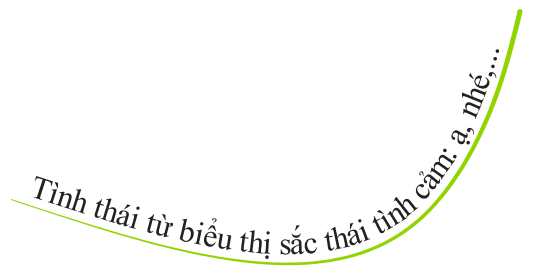 Tình thái từ biểu thị sắc thái tình cảm: ạ, nhé,...